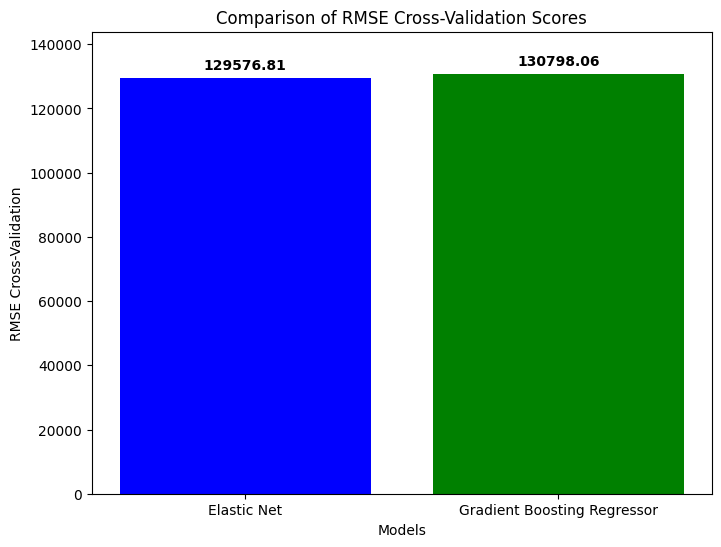 Comparison of RMSE Cross-Validation Scores
140000
120000
100000
80000
60000
40000
20000
0
RMSE Cross-Validation
129576.81
130798.06
Elastic Net
Gradient Boosting Regressor
Models